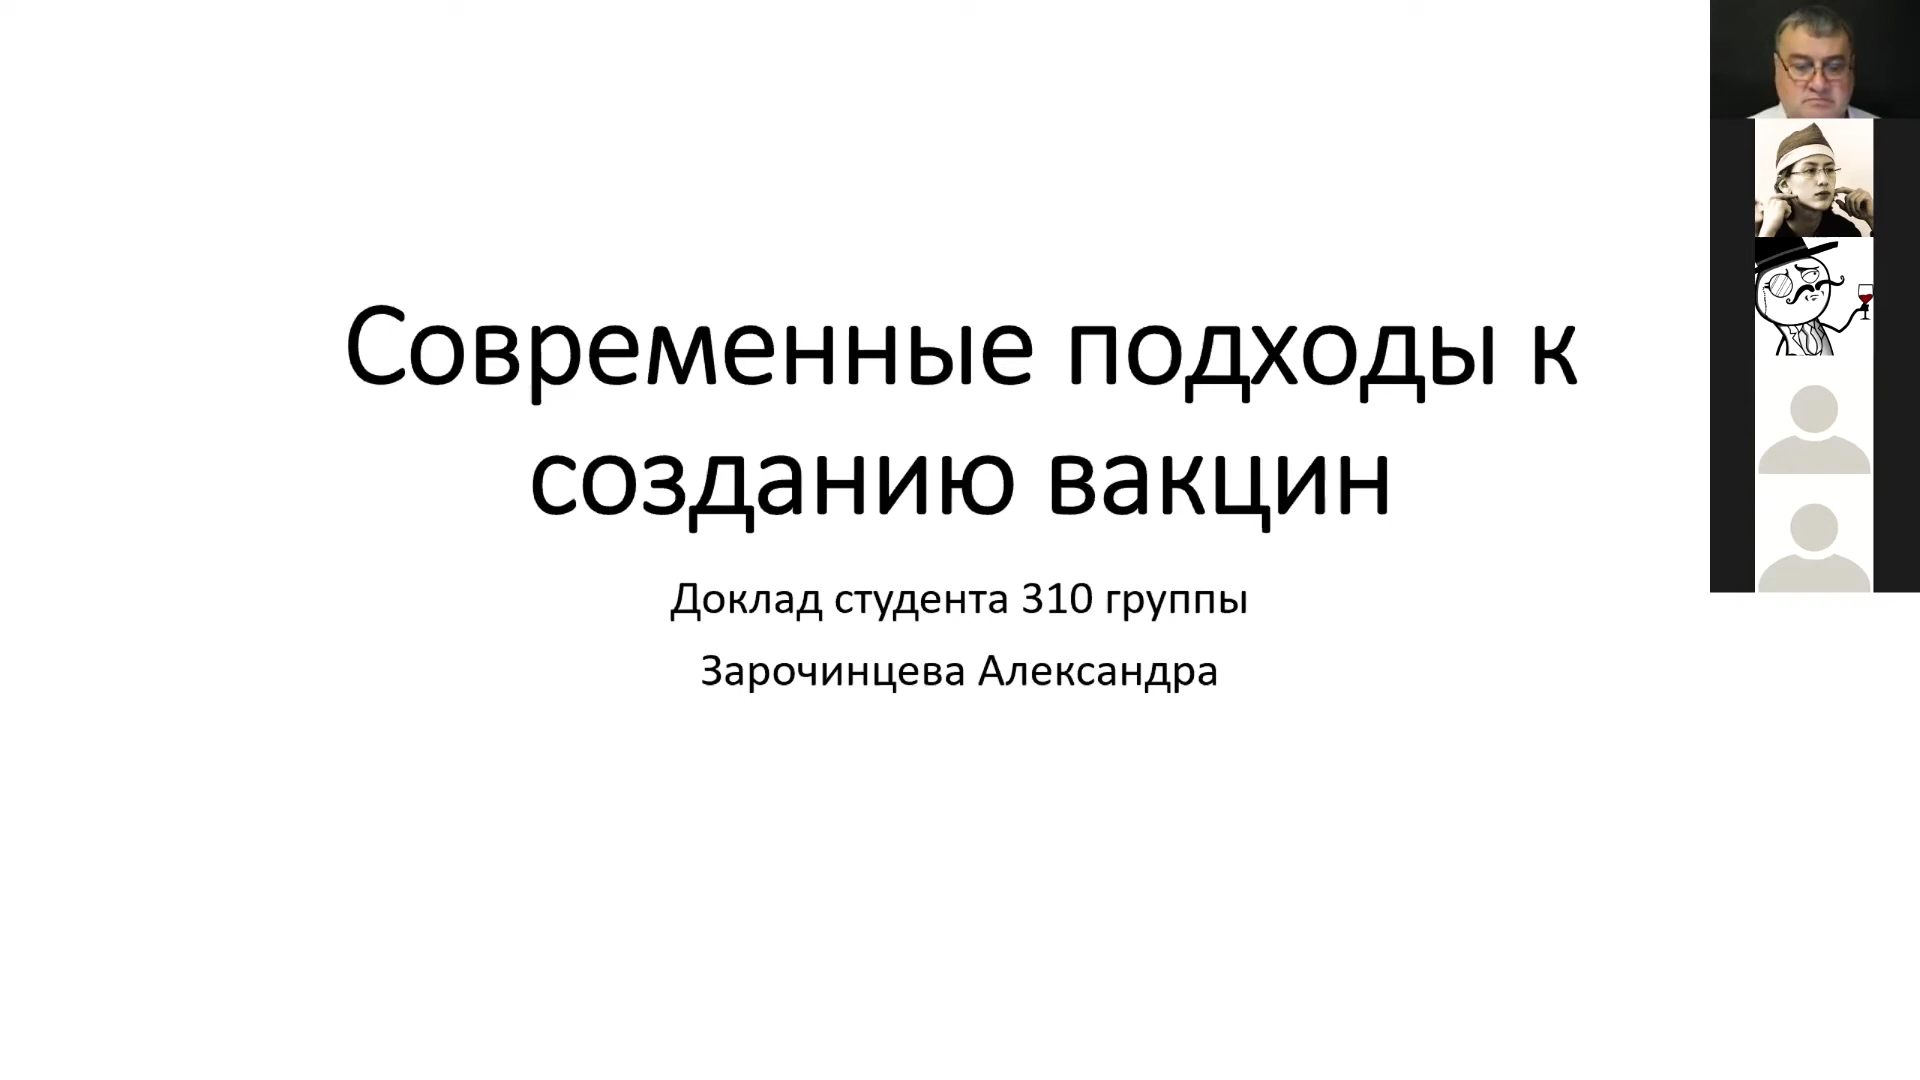 Современные подходы к
созданию вакцин
Доклад студента 310 группы
Зарочинцева Александра